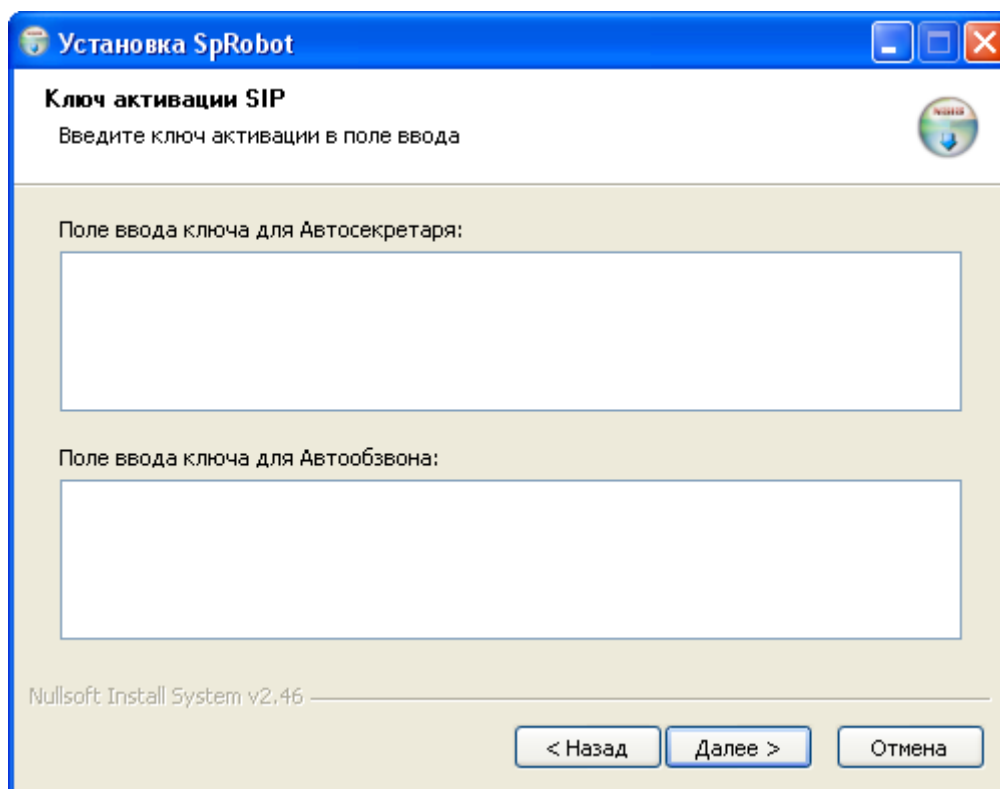 Установка SpRobot
Ключ активации SIP
Введите ключ активации в поле ввода
Поле ввода ключа для Автосекретаря:
Поле ввода ключа для Автообзвона:
Nullsoft Install System v2.46
< Назад
Далее >
Отмена